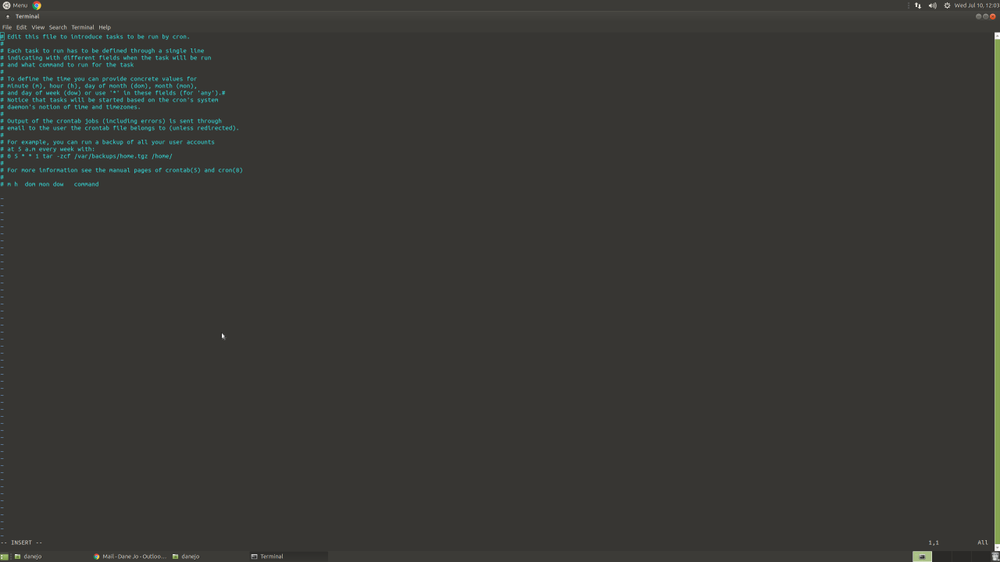 Menu
Wed Jul 10, 12:03
Terminal
File Edit View Search Terminal Help
# Edit this file to introduce tasks to be run by cron.
#
# Each task to run has to be defined through a single line
# indicating with different fields when the task will be run
# and what command to run for the task
#
# To define the time you can provide concrete values for
# minute (m), hour (h), day of month (dom), month (mon),
# and day of week (dow) or use '*' in these fields (for 'any').#
# Notice that tasks will be started based on the cron's system
# daemon's notion of time and timezones.
#
# Output of the crontab jobs (including errors) is sent through
# email to the user the crontab file belongs to (unless redirected).
#
# For example, you can run a backup of all your user accounts
# at 5 a.m every week with:
# 0 5 * * 1 tar -zcf /var/backups/home.tgz /home/
#
# For more information see the manual pages of crontab(5) and cron(8)
#
# m h  dom mon dow   command
-- INSERT --
1,1
All
danejo
Mail - Dane Jo - Outloo...
danejo
Terminal